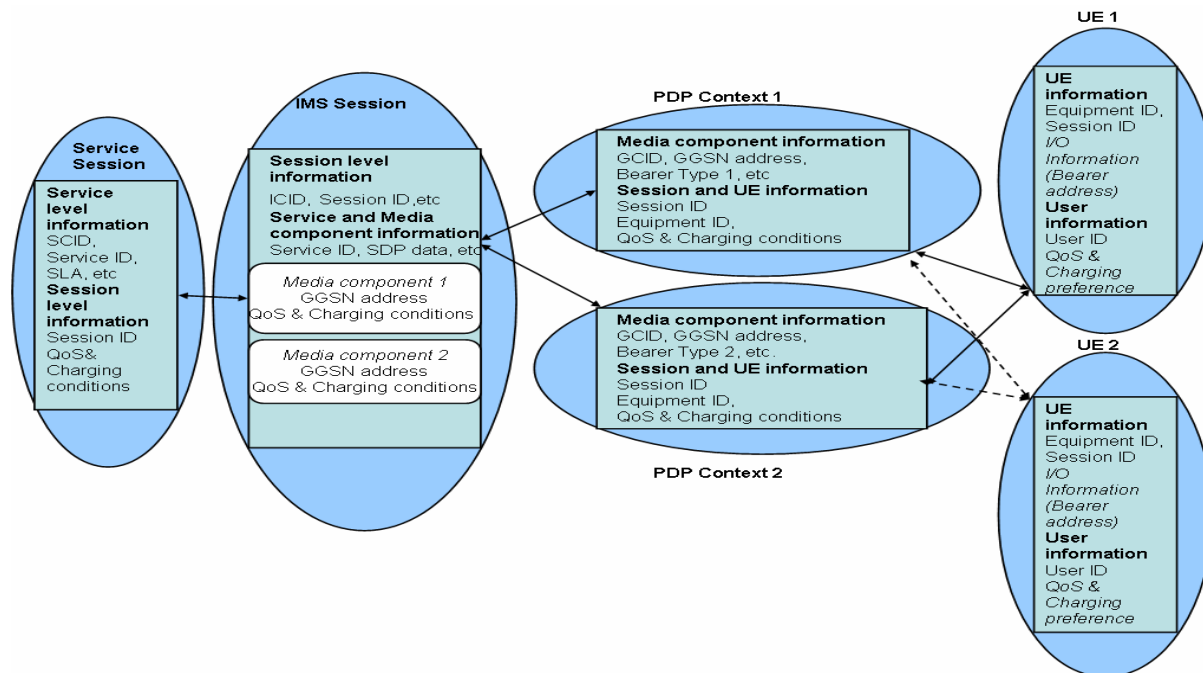 Service
Session
Service
level
information
SCID,
Service ID,
SLA, etc
Session
level
information
Session ID
QoS&
Charging
conditions
IMS Session
Session level
information
ICID, Session ID,etc
Service and Media
component information
Service ID, SDP data, etc
Media component 1
GGSN address
QoS & Charging conditions
Media component 2
GGSN address
QoS & Charging conditions
PDP Context 1
Media component information
GCID, GGSN address,
Bearer Type 1, etc
Session and UE information
Session ID
Equipment ID,
QoS & Charging conditions
Media component information
GCID, GGSN address,
Bearer Type 2, etc.
Session and UE information
Session ID
Equipment ID,
QoS & Charging conditions
PDP Context 2
UE 1
UE
information
Equipment ID,
Session ID
I/O
Information
(Bearer
address)
User
information
User ID
QoS &
Charging
preference
UE 2
UE
information
Equipment ID,
Session ID
I/O
Information
(Bearer
address)
User
information
User ID
QoS &
Charging
preference